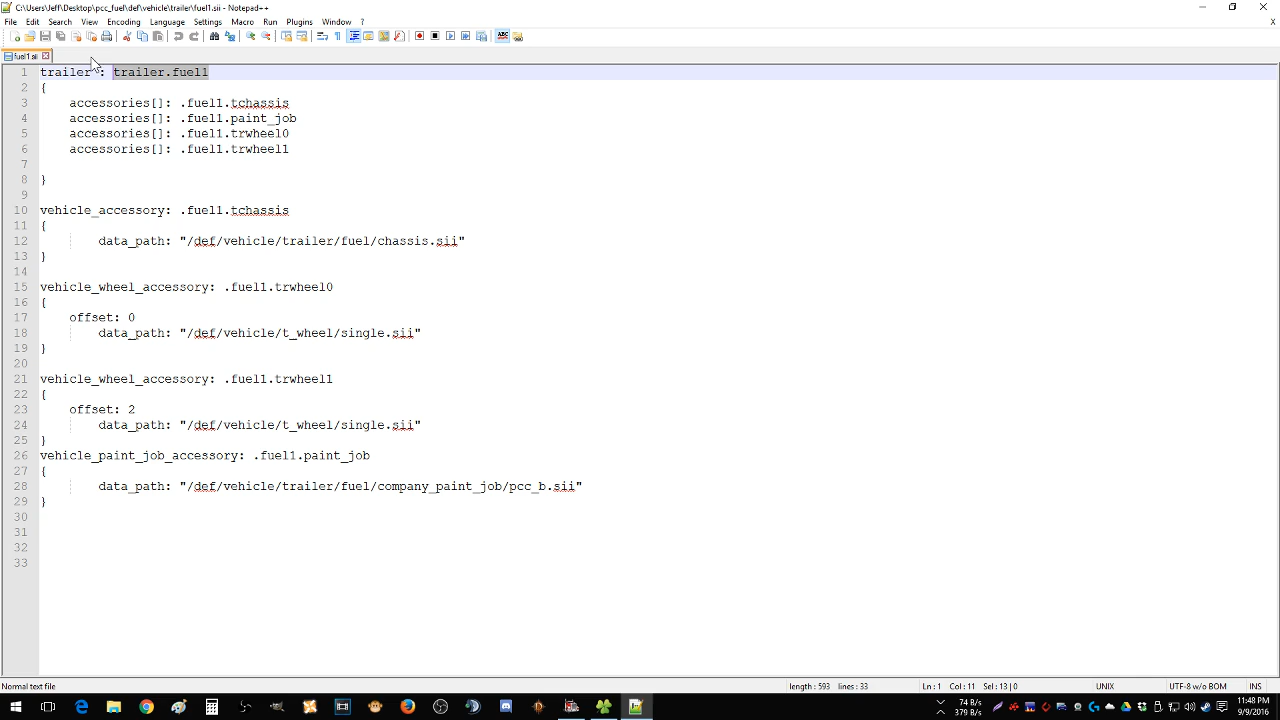 C:\Users\Jeff\Desktop\pcc_fuel\def\vehicle\trailer\fuel1.sii - Notepad++
File Edit Search View Encoding Language Settings Macro Run Plugins Window ?
X
fuel1.sii
1 trailer : trailer.fuel1
2 {
3 accessories[]: .fuel1.tchassis
4 accessories[]: .fuel1.paint_job
5 accessories[]: .fuel1.trwheel0
6 accessories[]: .fuel1.trwheel1
7
8 }
9
10 vehicle_accessory: .fuel1.tchassis
11 {
12 data_path: "/def/vehicle/trailer/fuel/chassis.sii"
13 }
14
15 vehicle_wheel_accessory: .fuel1.trwheel0
16 {
17 offset: 0
18 data_path: "/def/vehicle/t_wheel/single.sii"
19 }
20
21 vehicle_wheel_accessory: .fuel1.trwheel1
22 {
23 offset: 2
24 data_path: "/def/vehicle/t_wheel/single.sii"
25 }
26 vehicle_paint_job_accessory: .fuel1.paint_job
27 {
28 data_path: "/def/vehicle/trailer/fuel/company_paint_job/pcc_b.sii"
29 }
30
31
32
33
Normal text file length : 593 lines : 33 Ln : 1 Col : 11 Sel : 13 | 0 UNIX UTF-8 w/o BOM INS
74 B/s
379 B/s
11:48 PM
9/9/2016